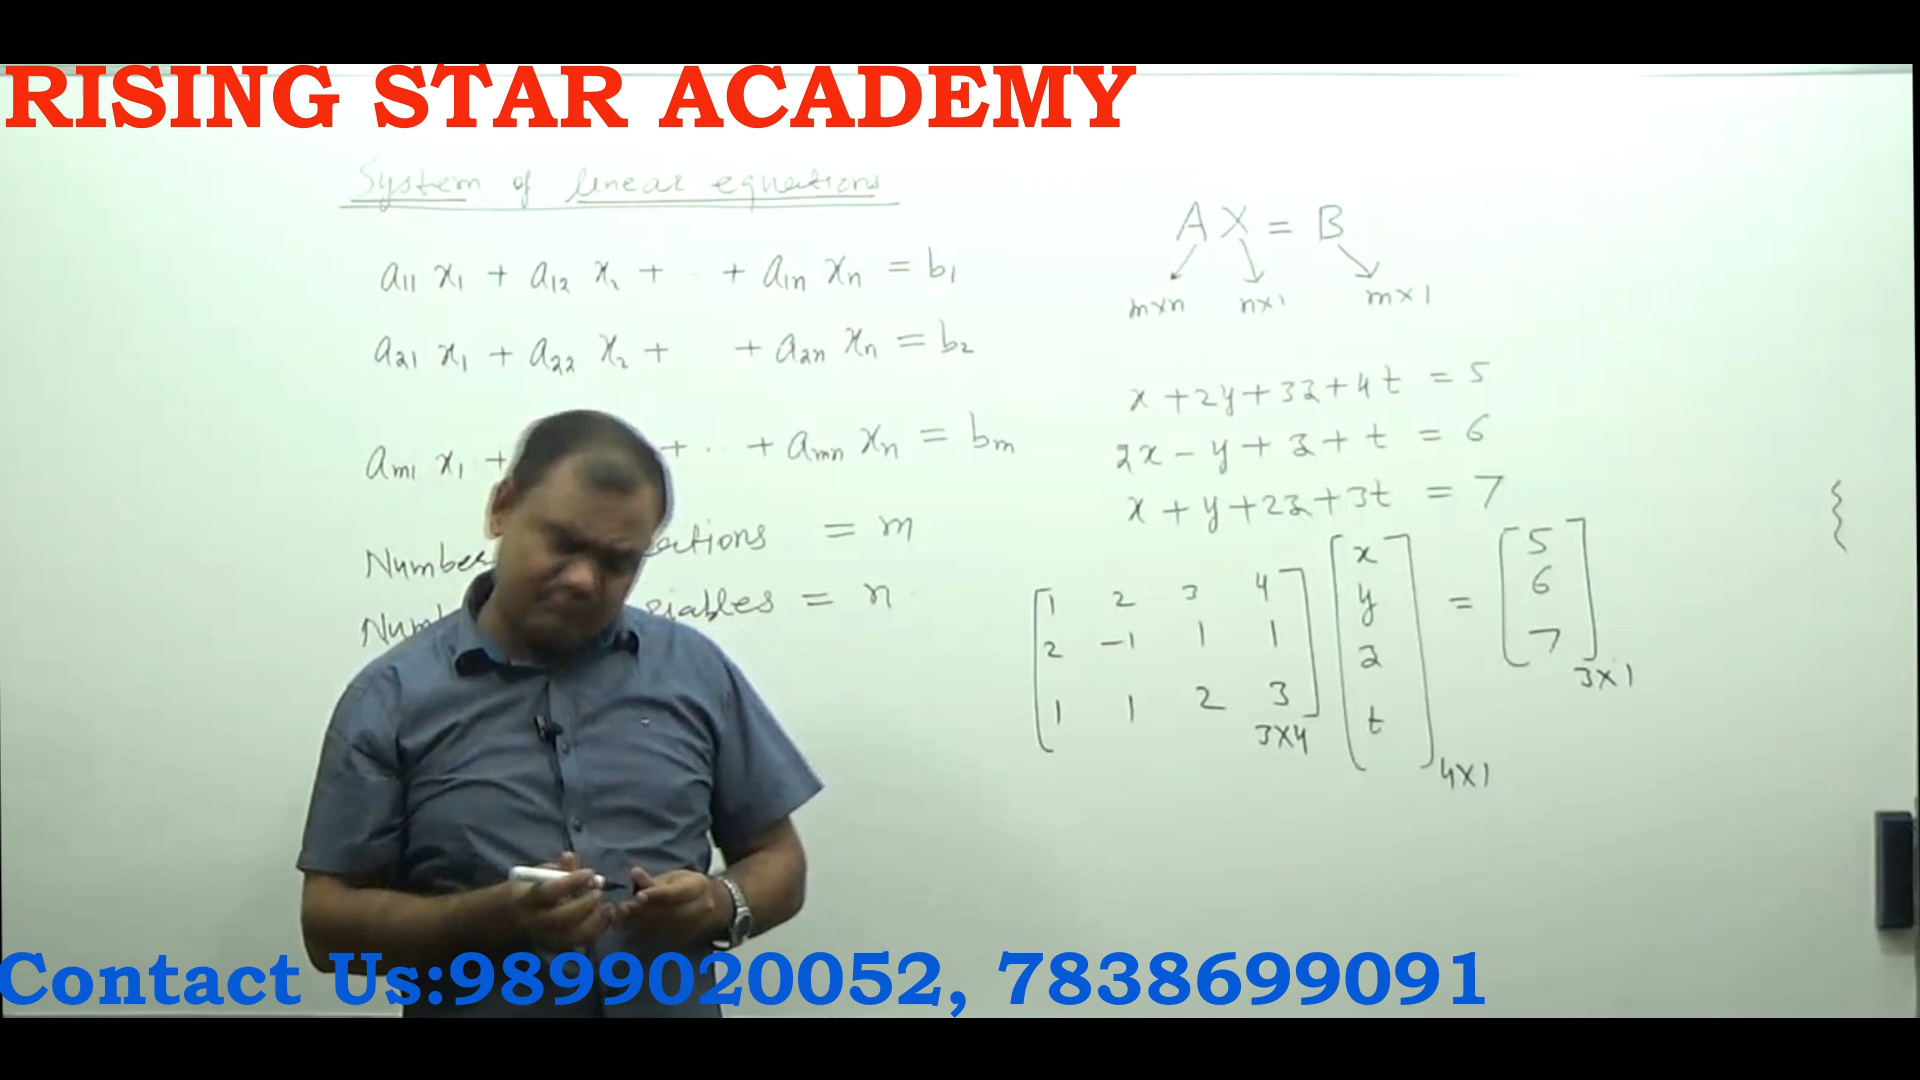 RISING STAR ACADEMY
System of linear equations
a11 x1 + a12 x2 + .. + a1n xn = b1
a21 x1 + a22 x2 + + a2n xn = b2
am1 x1 + + .. + amn xn = bm
Number = m
= n
A X = B
m×n n×1 m×1
x + 2y + 3z + 4t = 5
2x - y + z + t = 6
x + y + 2z + 3t = 7
[1 2 3 4] [x] = [5]
[2 -1 1 1] [y] [6]
[1 1 2 3] [z] [7]
3×4 [t] 4×1 3×1
Contact Us:9899020052, 7838699091